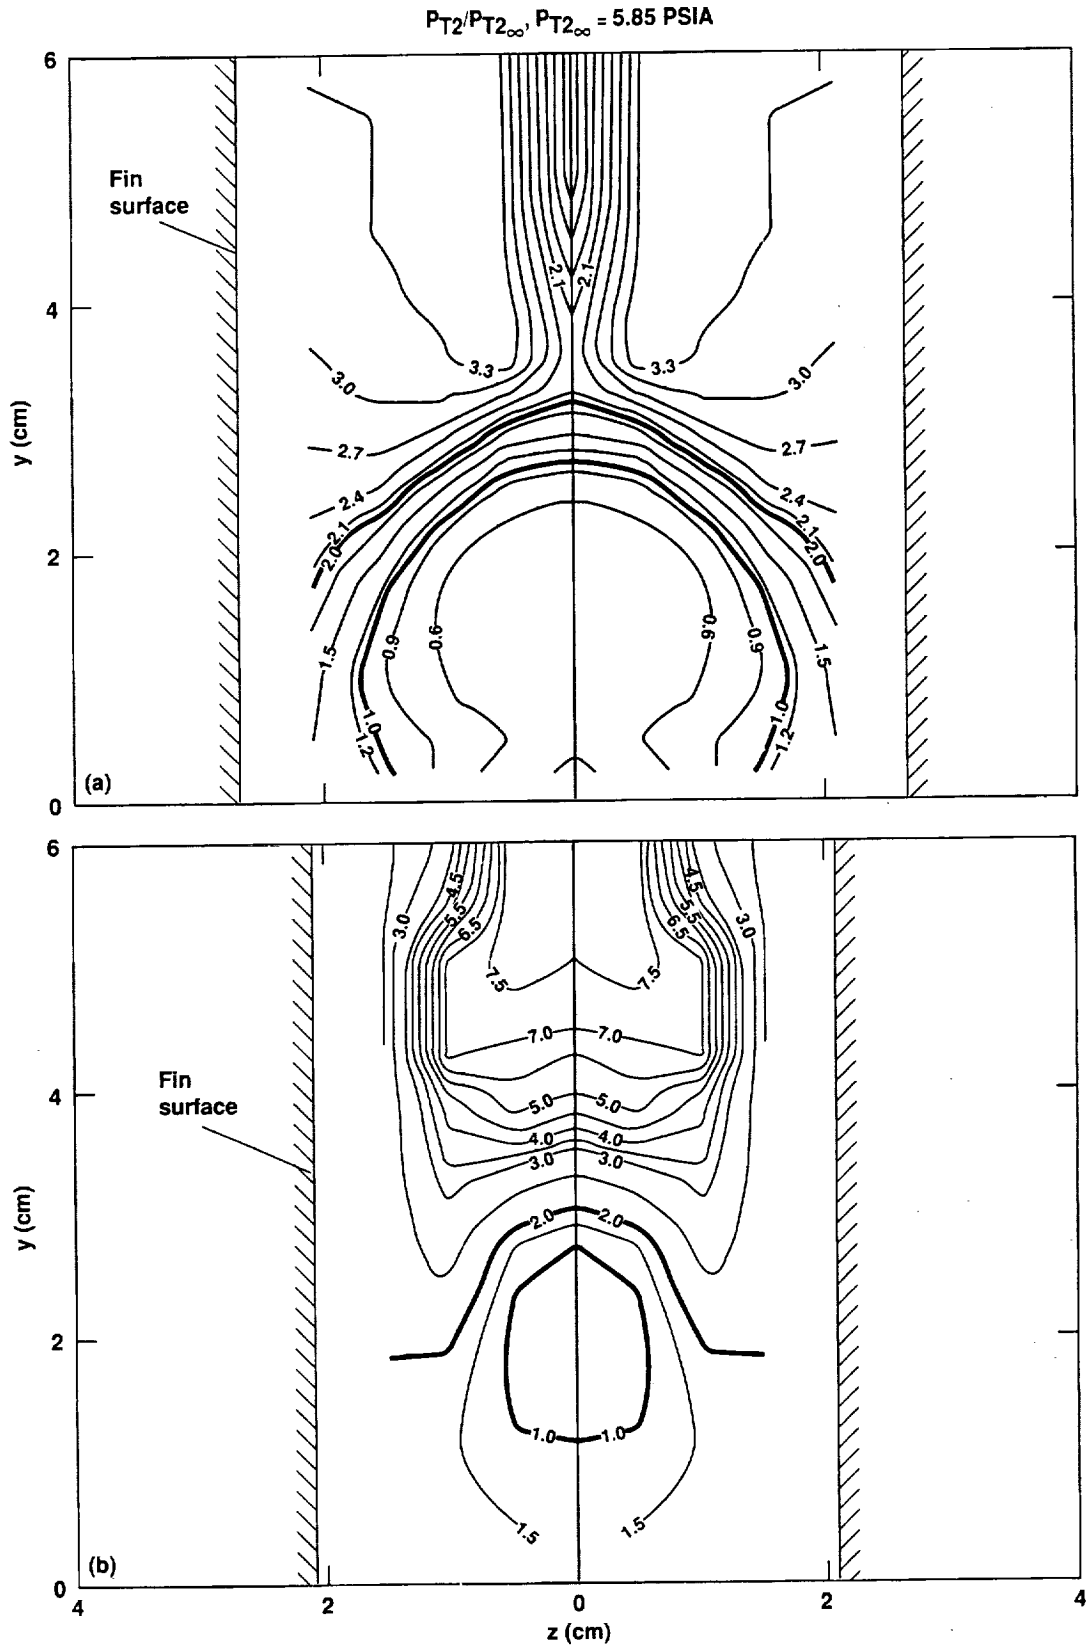 PT2/PT2∞, PT2∞ = 5.85 PSIA
6
Fin
surface
2.1 2.1
4
3.3 3.3
3.0 3.0
y (cm)
2.7 2.7
2.4 2.4
2.1 2.1
2.0 2.0
2
0.6 0.6
0.9 0.9
1.5 1.5
1.0 1.0
1.2 1.2
(a)
0
6
4.5 4.5
5.5 5.5
3.0 6.5 6.5 3.0
7.5 7.5
7.0 7.0
Fin
surface
4
5.0 5.0
4.0 4.0
3.0 3.0
y (cm)
2.0 2.0
2
1.0 1.0
1.5 1.5
(b)
0
4 2 0 2 4
z (cm)